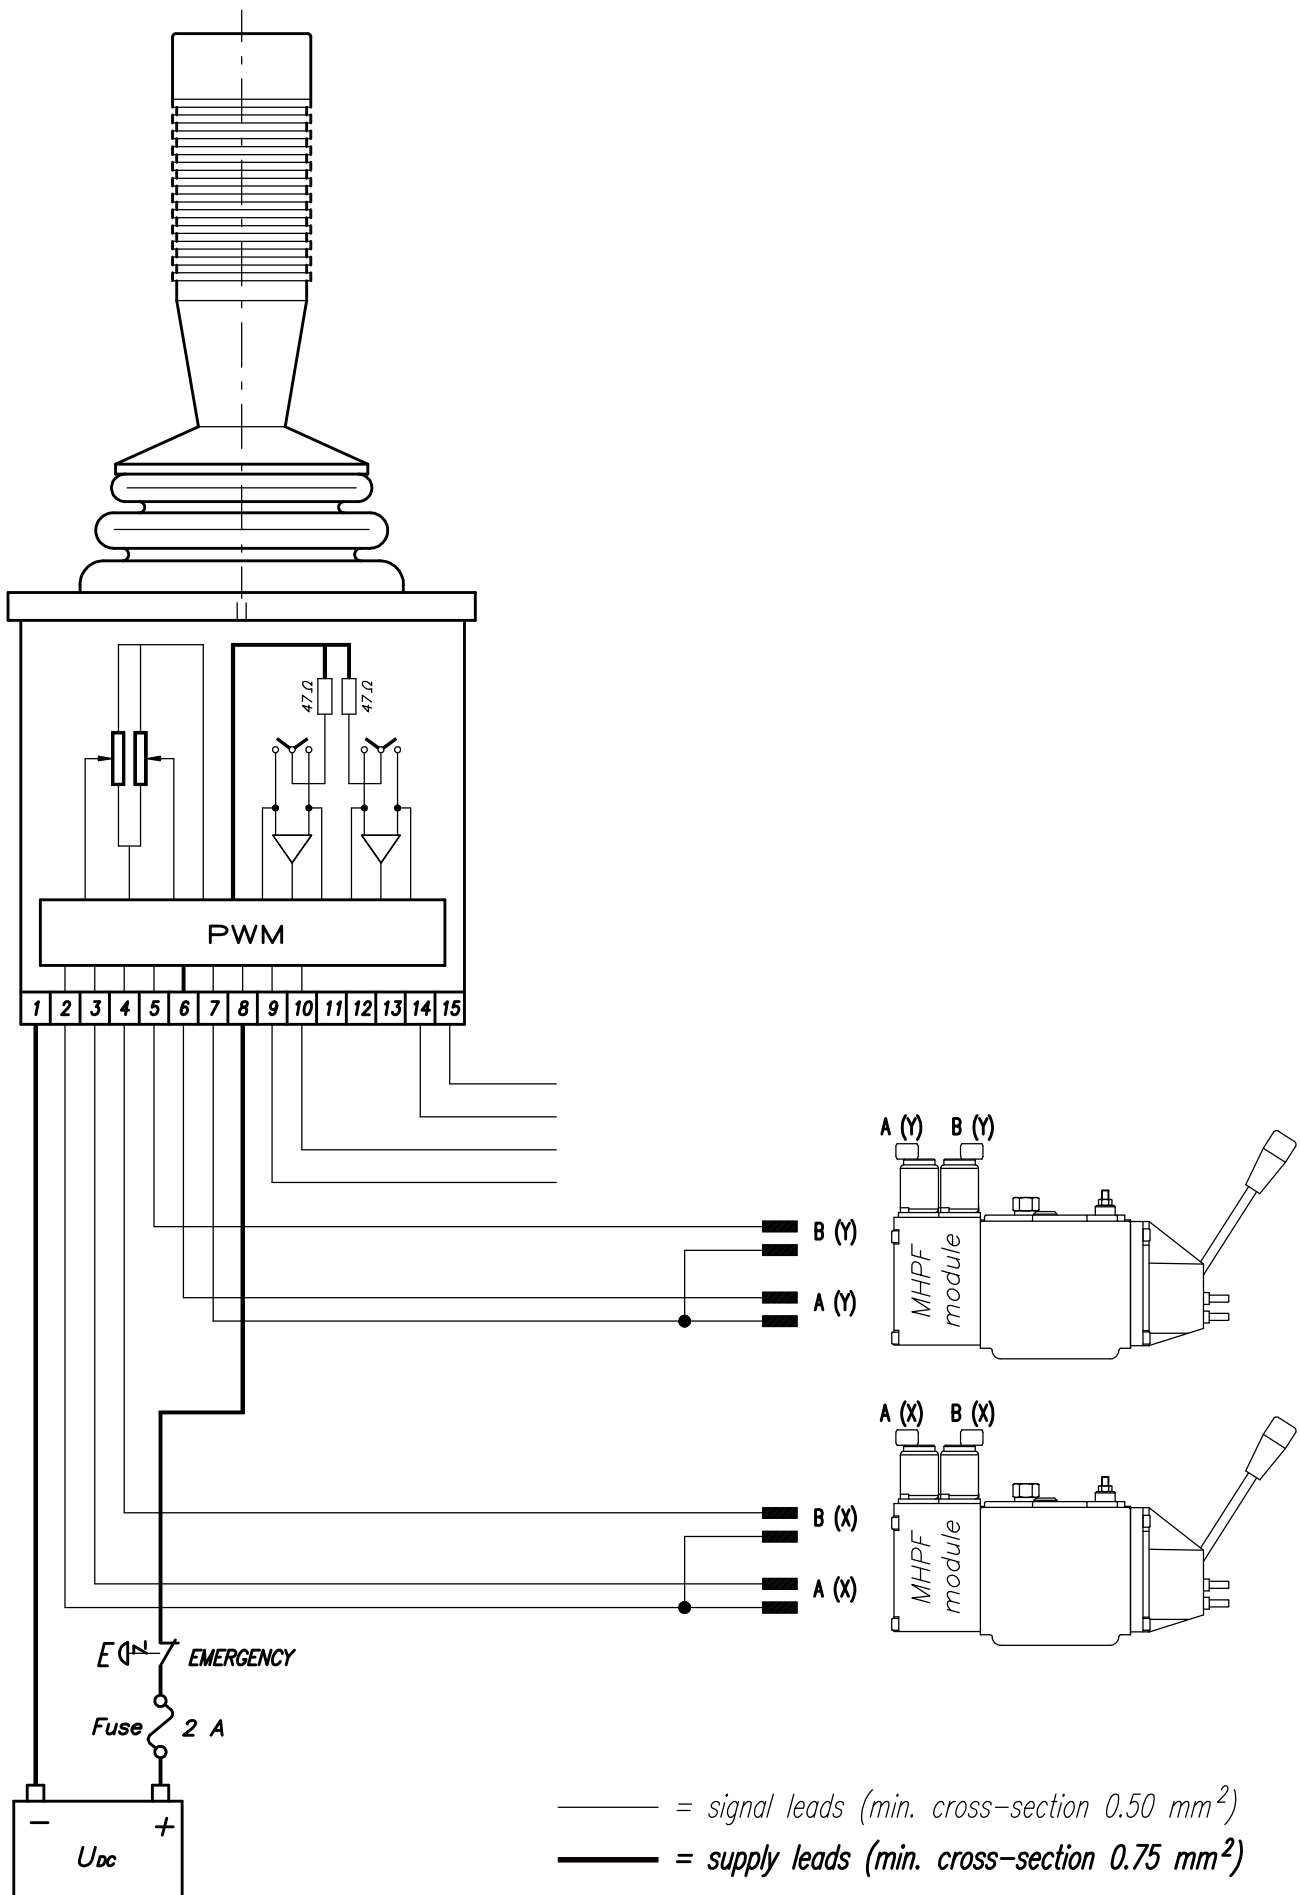 47Ω 47Ω
PWM
1 2 3 4 5 6 7 8 9 10 11 12 13 14 15
A (Y) B (Y)
B (Y)
A (Y)
MHPF
module
A (X) B (X)
B (X)
A (X)
MHPF
module
E EMERGENCY
Fuse 2 A
− +
UDC
= signal leads (min. cross-section 0.50 mm²)
= supply leads (min. cross-section 0.75 mm²)